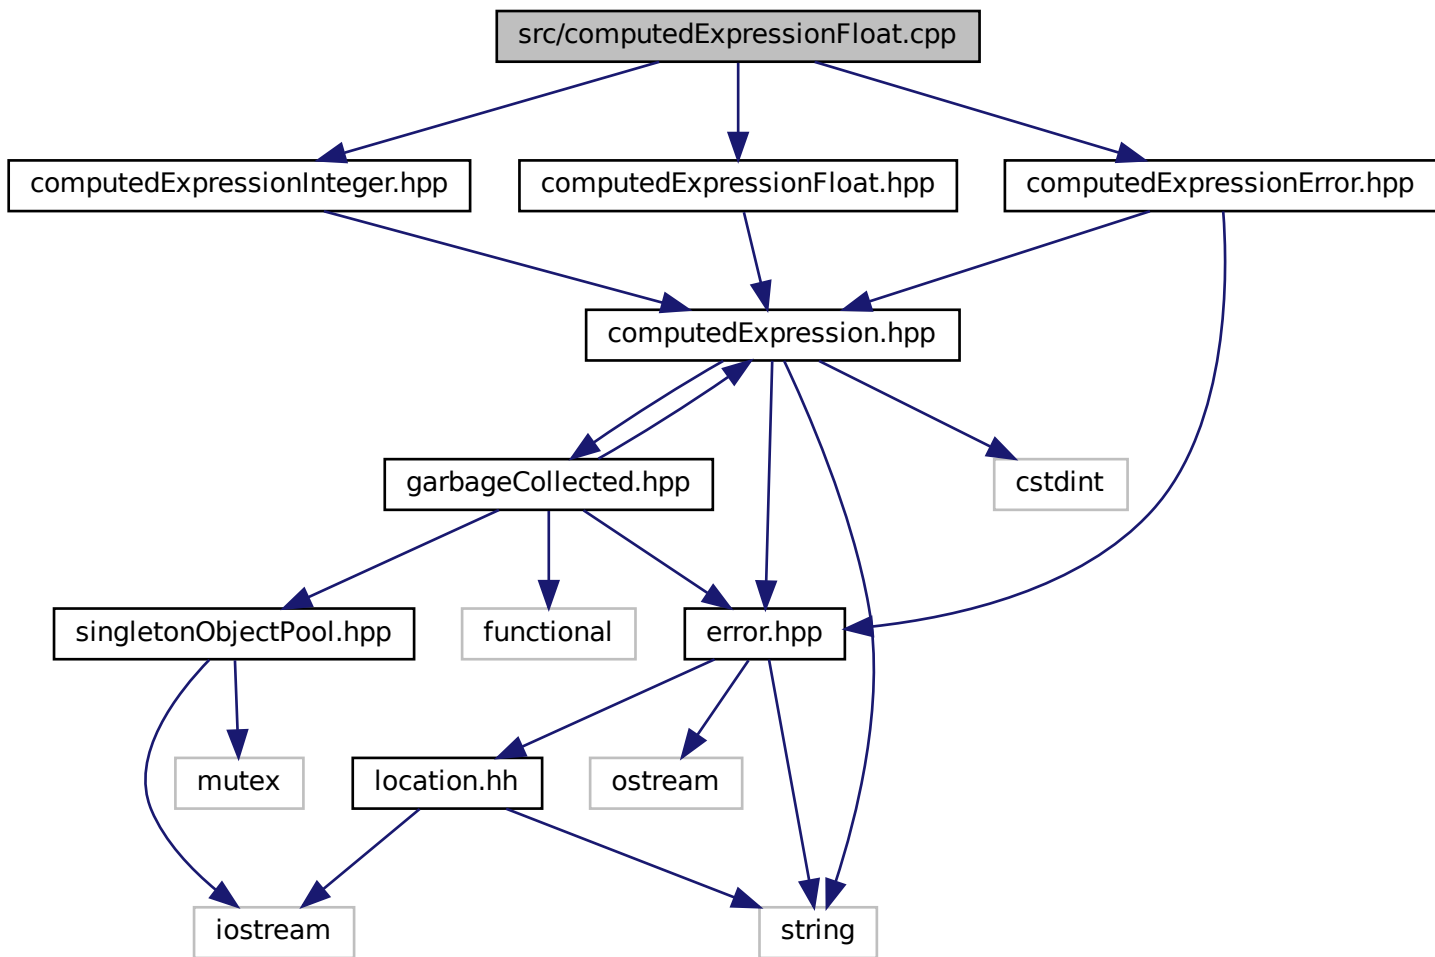 src/computedExpressionFloat.cpp
computedExpressionInteger.hpp
computedExpressionFloat.hpp
computedExpressionError.hpp
computedExpression.hpp
garbageCollected.hpp
cstdint
singletonObjectPool.hpp
functional
error.hpp
mutex
location.hh
ostream
iostream
string